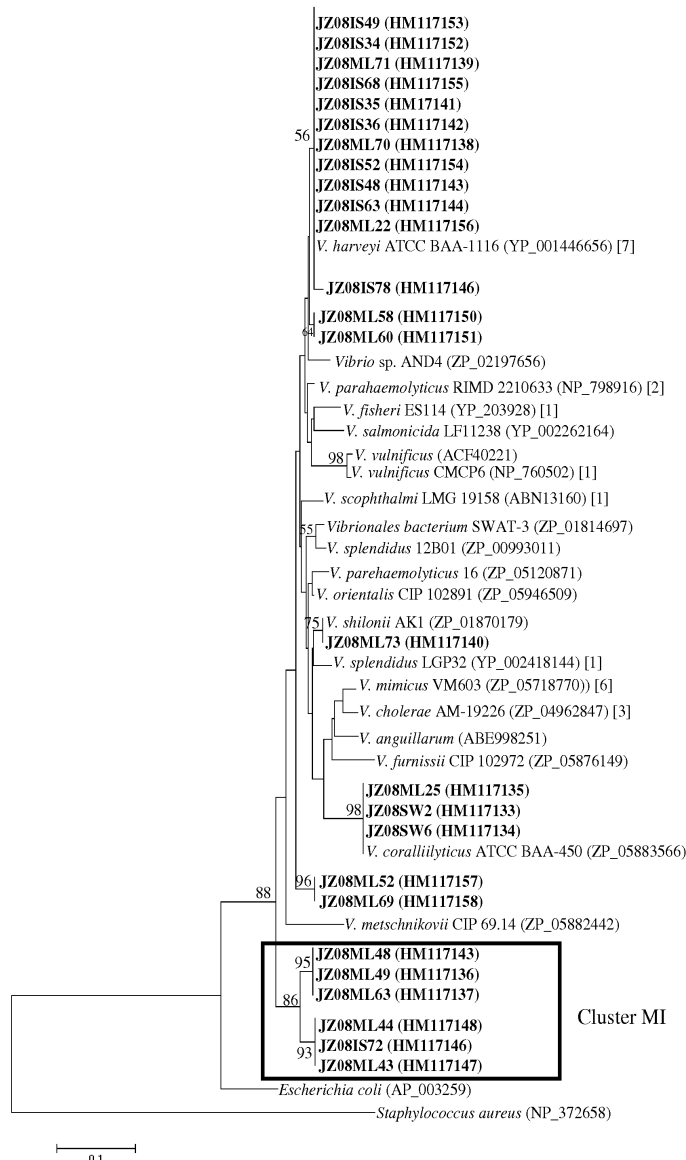 JZ08IS49 (HM117153)
JZ08IS34 (HM117152)
JZ08ML71 (HM117139)
JZ08IS68 (HM117155)
JZ08IS35 (HM17141)
JZ08IS36 (HM117142)
56
JZ08ML70 (HM117138)
JZ08IS52 (HM117154)
JZ08IS48 (HM117143)
JZ08IS63 (HM117144)
JZ08ML22 (HM117156)
V. harveyi ATCC BAA-1116 (YP_001446656) [7]
JZ08IS78 (HM117146)
JZ08ML58 (HM117150)
64
JZ08ML60 (HM117151)
Vibrio sp. AND4 (ZP_02197656)
V. parahaemolyticus RIMD 2210633 (NP_798916) [2]
V. fisheri ES114 (YP_203928) [1]
V. salmonicida LF11238 (YP_002262164)
98
V. vulnificus (ACF40221)
V. vulnificus CMCP6 (NP_760502) [1]
V. scophthalmi LMG 19158 (ABN13160) [1]
55
Vibrionales bacterium SWAT-3 (ZP_01814697)
V. splendidus 12B01 (ZP_00993011)
V. parehaemolyticus 16 (ZP_05120871)
V. orientalis CIP 102891 (ZP_05946509)
75
V. shilonii AK1 (ZP_01870179)
JZ08ML73 (HM117140)
V. splendidus LGP32 (YP_002418144) [1]
V. mimicus VM603 (ZP_05718770)) [6]
V. cholerae AM-19226 (ZP_04962847) [3]
V. anguillarum (ABE998251)
V. furnissii CIP 102972 (ZP_05876149)
JZ08ML25 (HM117135)
98
JZ08SW2 (HM117133)
JZ08SW6 (HM117134)
V. coralliilyticus ATCC BAA-450 (ZP_05883566)
96
JZ08ML52 (HM117157)
88
JZ08ML69 (HM117158)
V. metschnikovii CIP 69.14 (ZP_05882442)
JZ08ML48 (HM117143)
95
JZ08ML49 (HM117136)
86
JZ08ML63 (HM117137)
Cluster MI
JZ08ML44 (HM117148)
JZ08IS72 (HM117146)
93
JZ08ML43 (HM117147)
Escherichia coli (AP_003259)
Staphylococcus aureus (NP_372658)
0.1